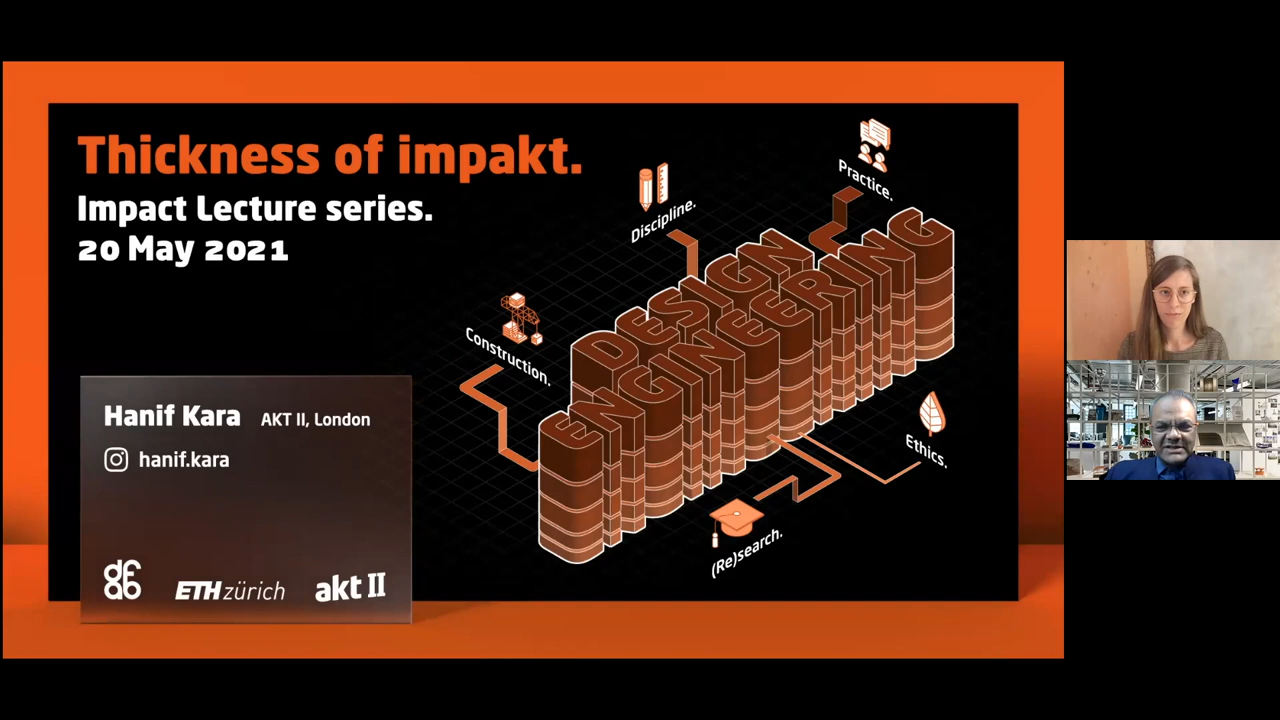 Thickness of impakt.
Impact Lecture series.
20 May 2021
Hanif Kara AKT II, London
hanif.kara
dfab
ETH zürich
akt II
Construction.
Discipline.
Practice.
DESIGN
ENGINEERING
Ethics.
(Re)search.